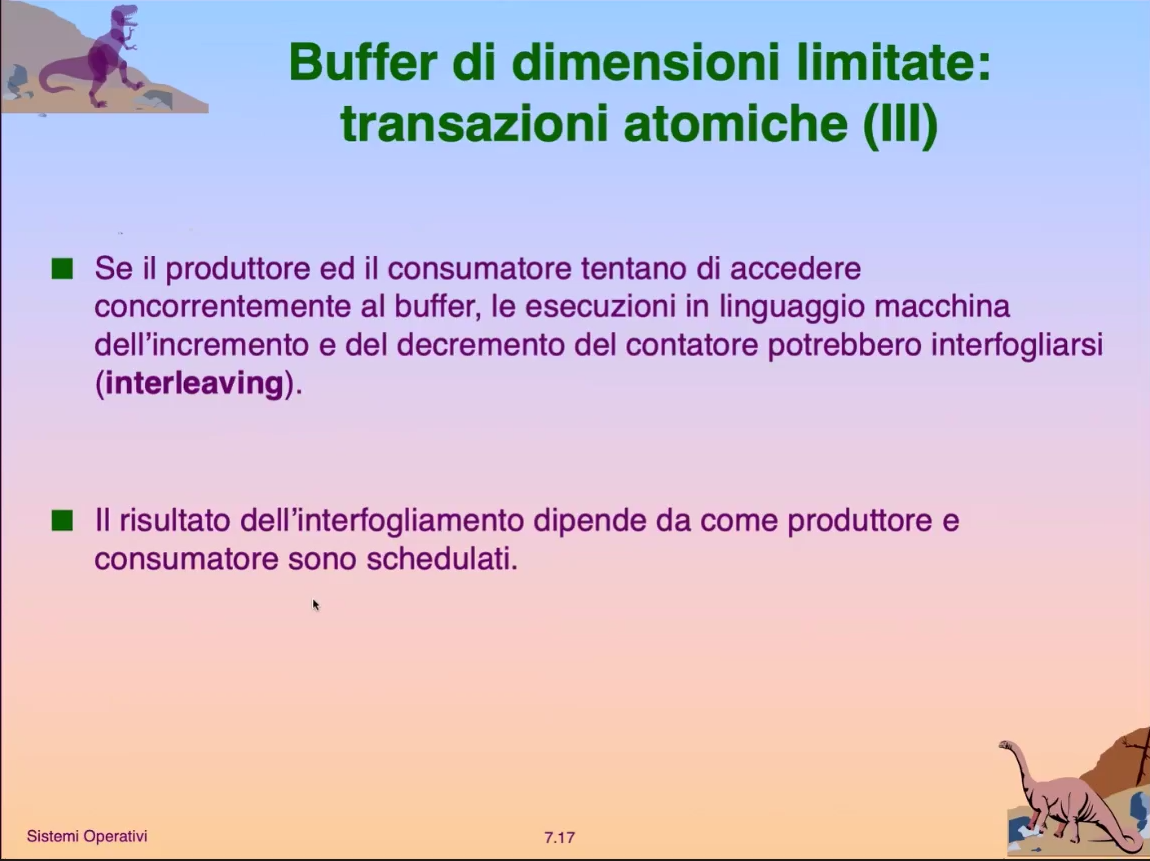 Buffer di dimensioni limitate:
transazioni atomiche (III)
Se il produttore ed il consumatore tentano di accedere
concorrentemente al buffer, le esecuzioni in linguaggio macchina
dell’incremento e del decremento del contatore potrebbero interfogliarsi
(interleaving).
Il risultato dell’interfogliamento dipende da come produttore e
consumatore sono schedulati.
Sistemi Operativi
7.17